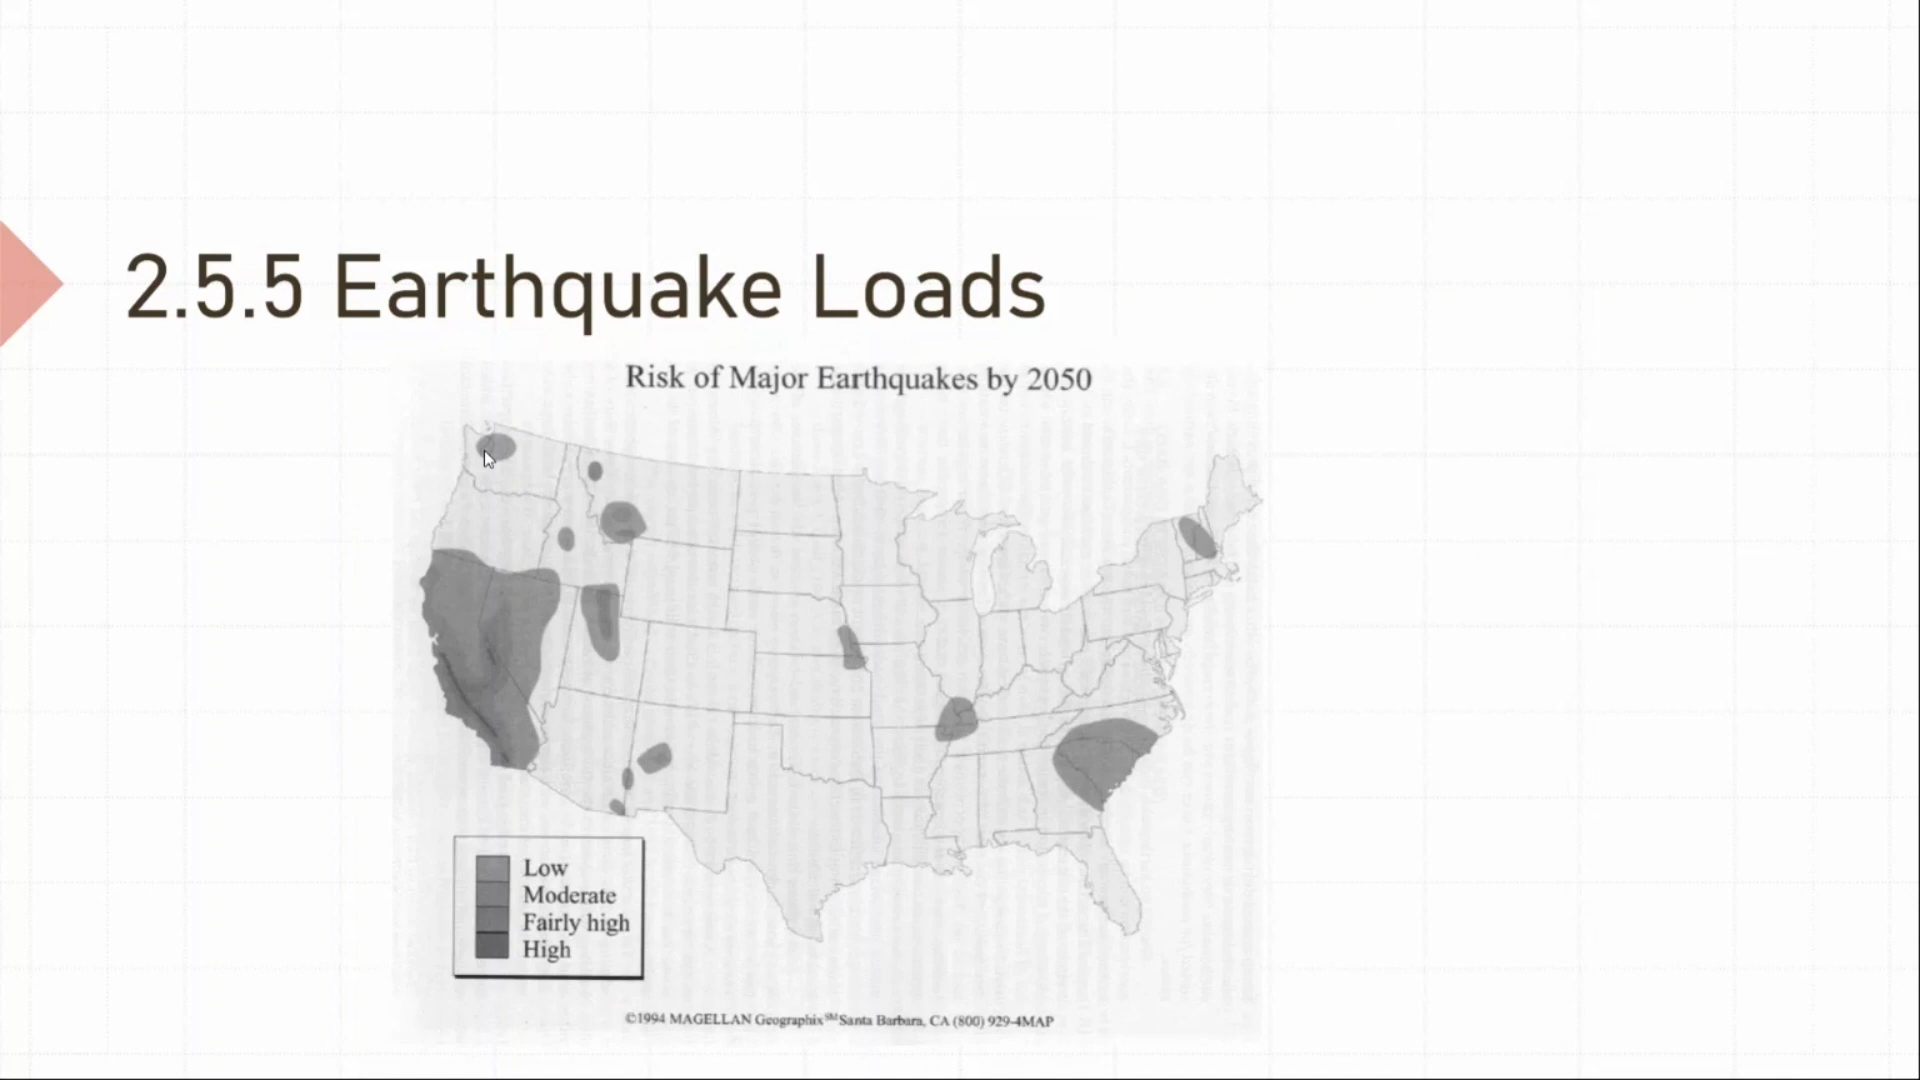 2.5.5 Earthquake Loads
Risk of Major Earthquakes by 2050
Low
Moderate
Fairly high
High
©1994 MAGELLAN Geographix℠ Santa Barbara, CA (800) 929-4MAP